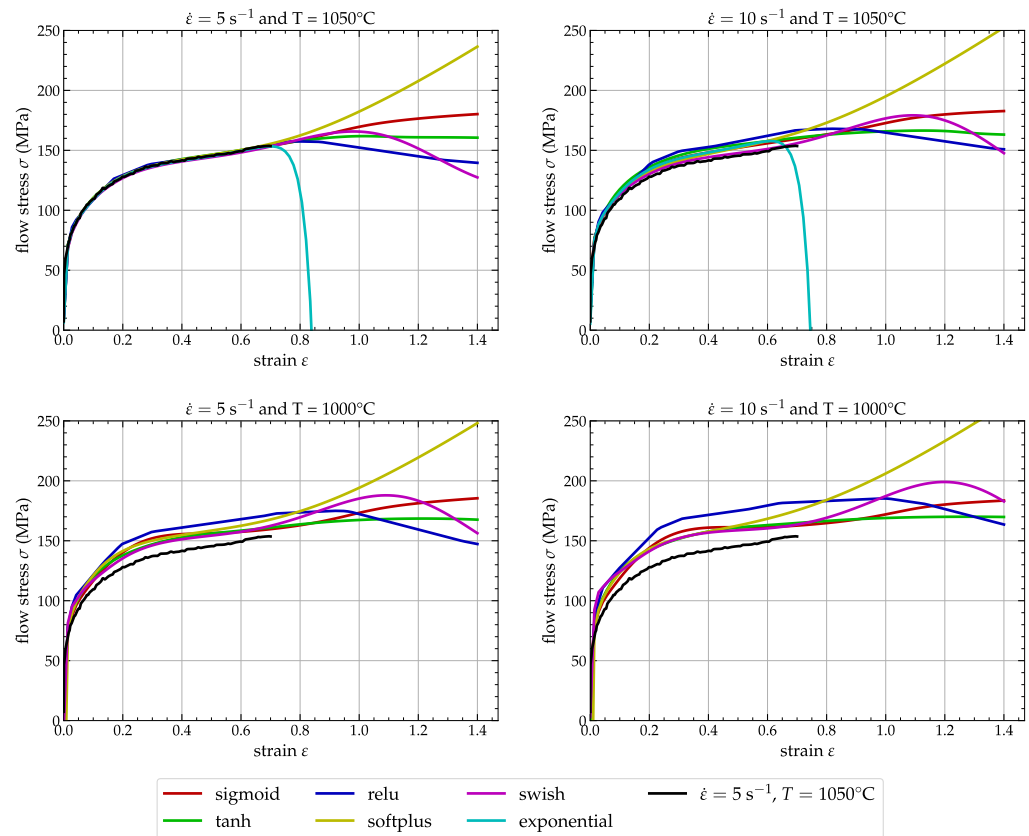 ε̇ = 5 s⁻¹ and T = 1050°C
250
200
150
100
50
0
flow stress σ (MPa)
0.0 0.2 0.4 0.6 0.8 1.0 1.2 1.4
strain ε
ε̇ = 10 s⁻¹ and T = 1050°C
250
200
150
100
50
0
flow stress σ (MPa)
0.0 0.2 0.4 0.6 0.8 1.0 1.2 1.4
strain ε
ε̇ = 5 s⁻¹ and T = 1000°C
250
200
150
100
50
0
flow stress σ (MPa)
0.0 0.2 0.4 0.6 0.8 1.0 1.2 1.4
strain ε
ε̇ = 10 s⁻¹ and T = 1000°C
250
200
150
100
50
0
flow stress σ (MPa)
0.0 0.2 0.4 0.6 0.8 1.0 1.2 1.4
strain ε
sigmoid relu swish ε̇ = 5 s⁻¹, T = 1050°C
tanh softplus exponential